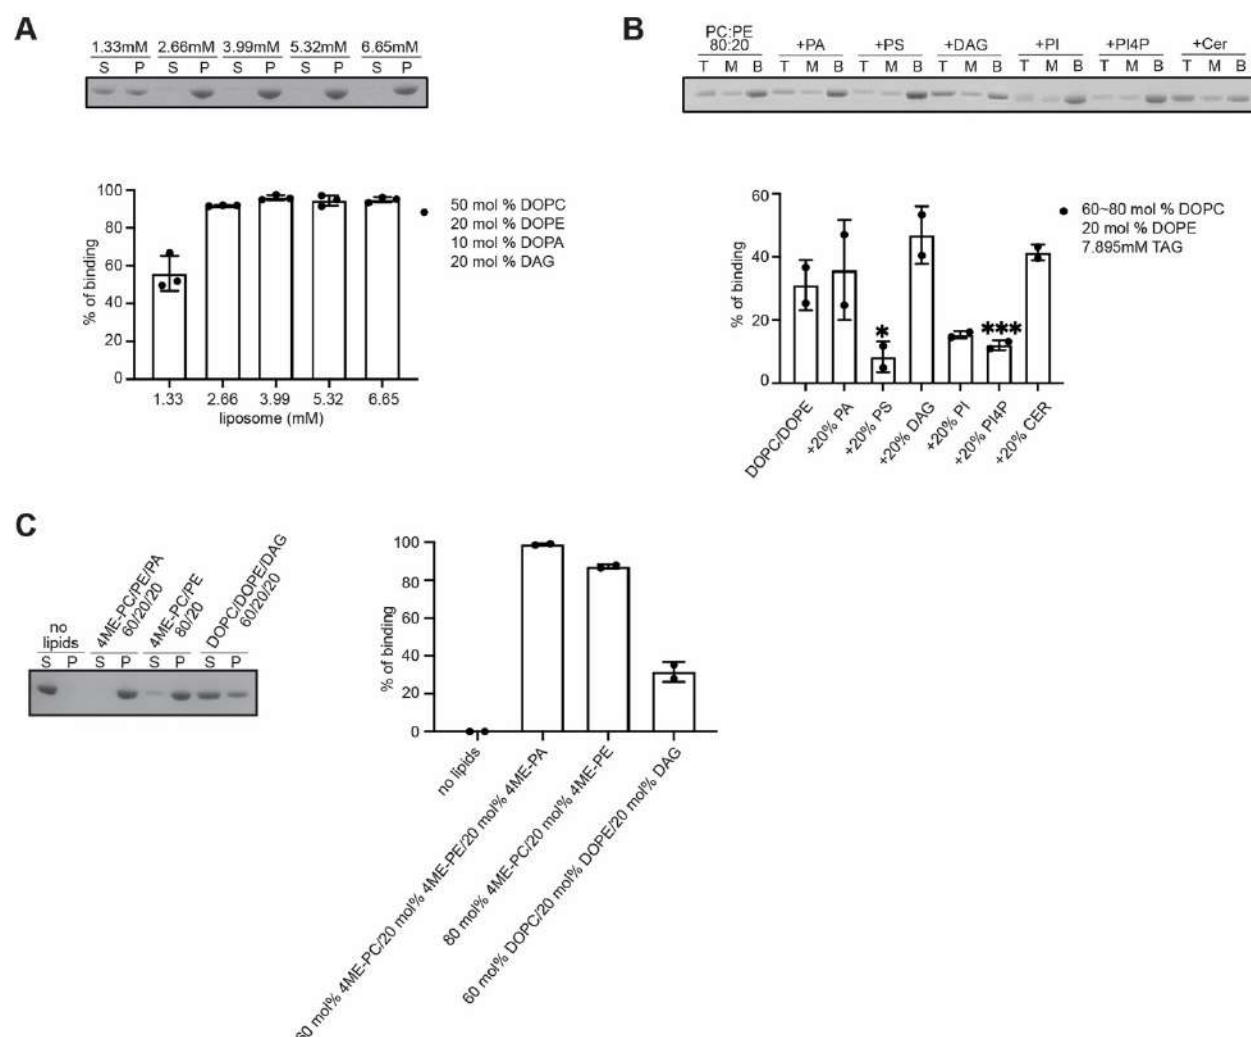 A
1.33mM 2.66mM 3.99mM 5.32mM 6.65mM
S P S P S P S P S P
100
80
60
40
20
0
% of binding
1.33 2.66 3.99 5.32 6.65
liposome (mM)
50 mol % DOPC
20 mol % DOPE
10 mol % DOPA
20 mol % DAG
B
PC:PE
80:20 +PA +PS +DAG +PI +PI4P +Cer
T M B T M B T M B T M B T M B T M B T M B
60
40
20
0
% of binding
* ***
DOPC/DOPE
+20% PA
+20% PS
+20% DAG
+20% PI
+20% PI4P
+20% CER
60~80 mol % DOPC
20 mol % DOPE
7.895mM TAG
C
no
lipids
4ME-PC/PE/PA
60/20/20
4ME-PC/PE
80/20
DOPC/DOPE/DAG
60/20/20
S P S P S P S P
100
80
60
40
20
0
% of binding
no lipids
60 mol% 4ME-PC/20 mol% 4ME-PE/20 mol% 4ME-PA
80 mol% 4ME-PC/20 mol% 4ME-PE
60 mol% DOPC/20 mol% DOPE/20 mol% DAG